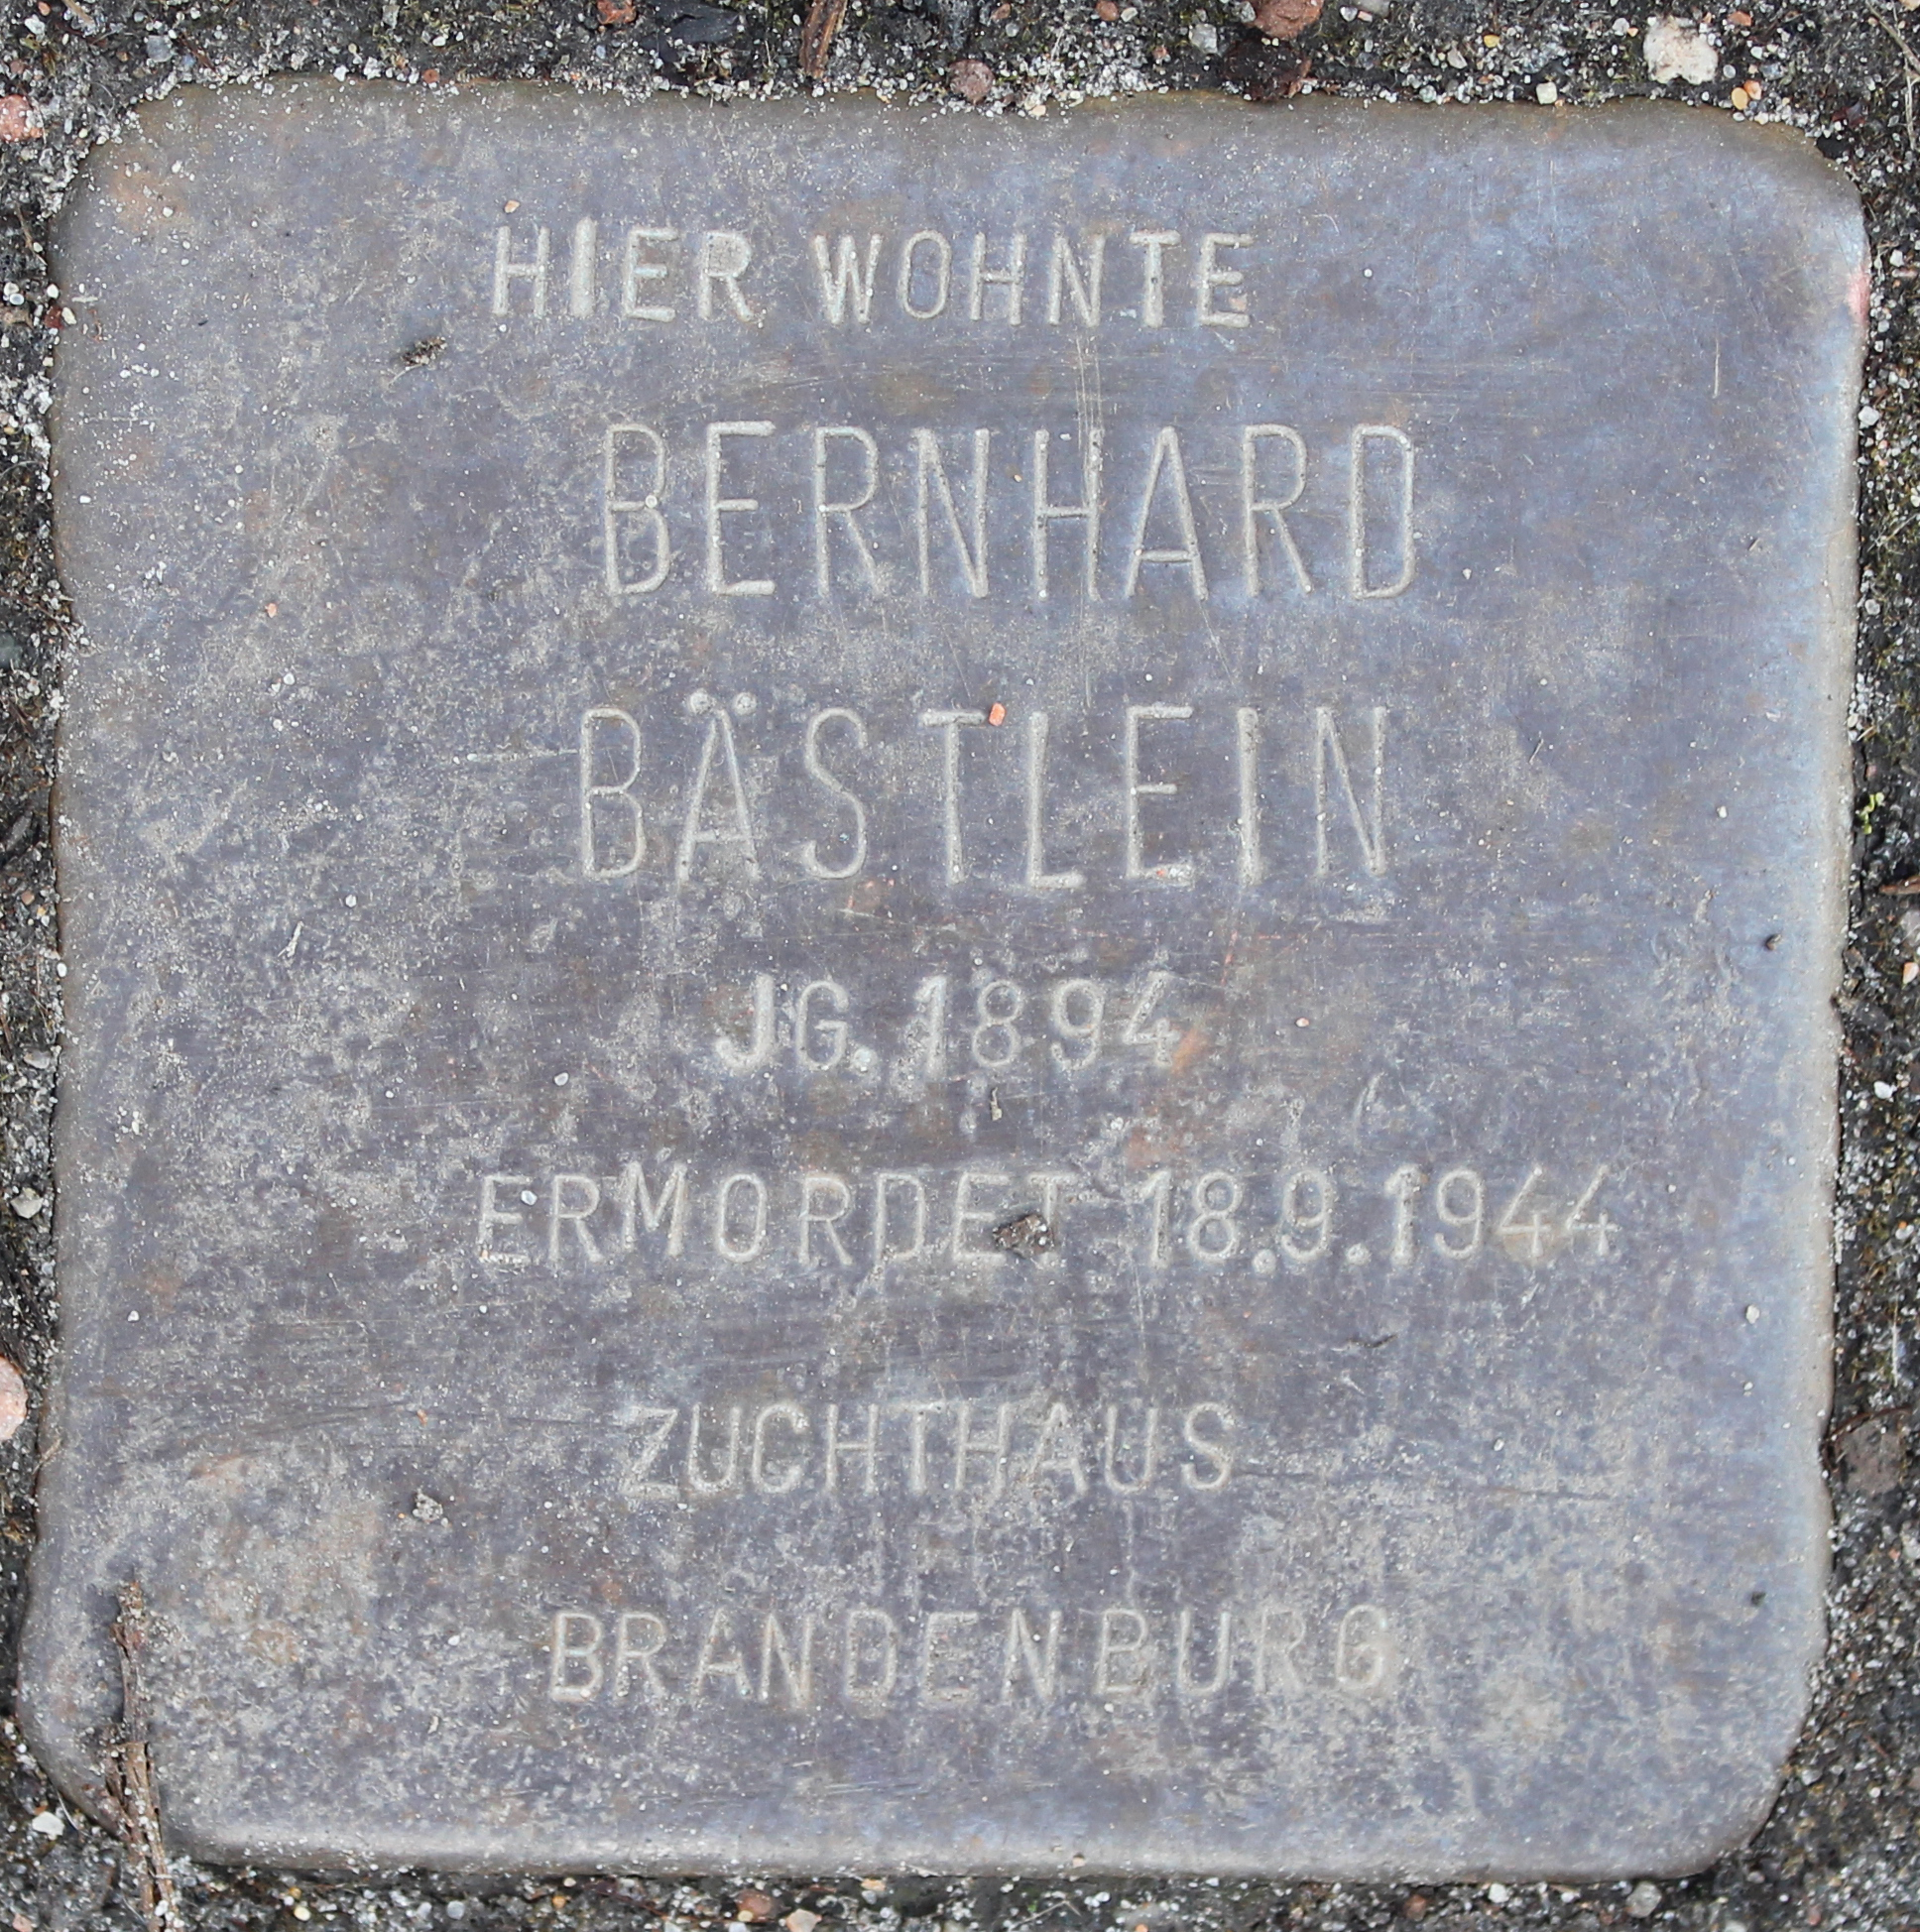 HIER WOHNTE
BERNHARD
BÄSTLEIN
JG. 1894
ERMORDET 18.9.1944
ZUCHTHAUS
BRANDENBURG